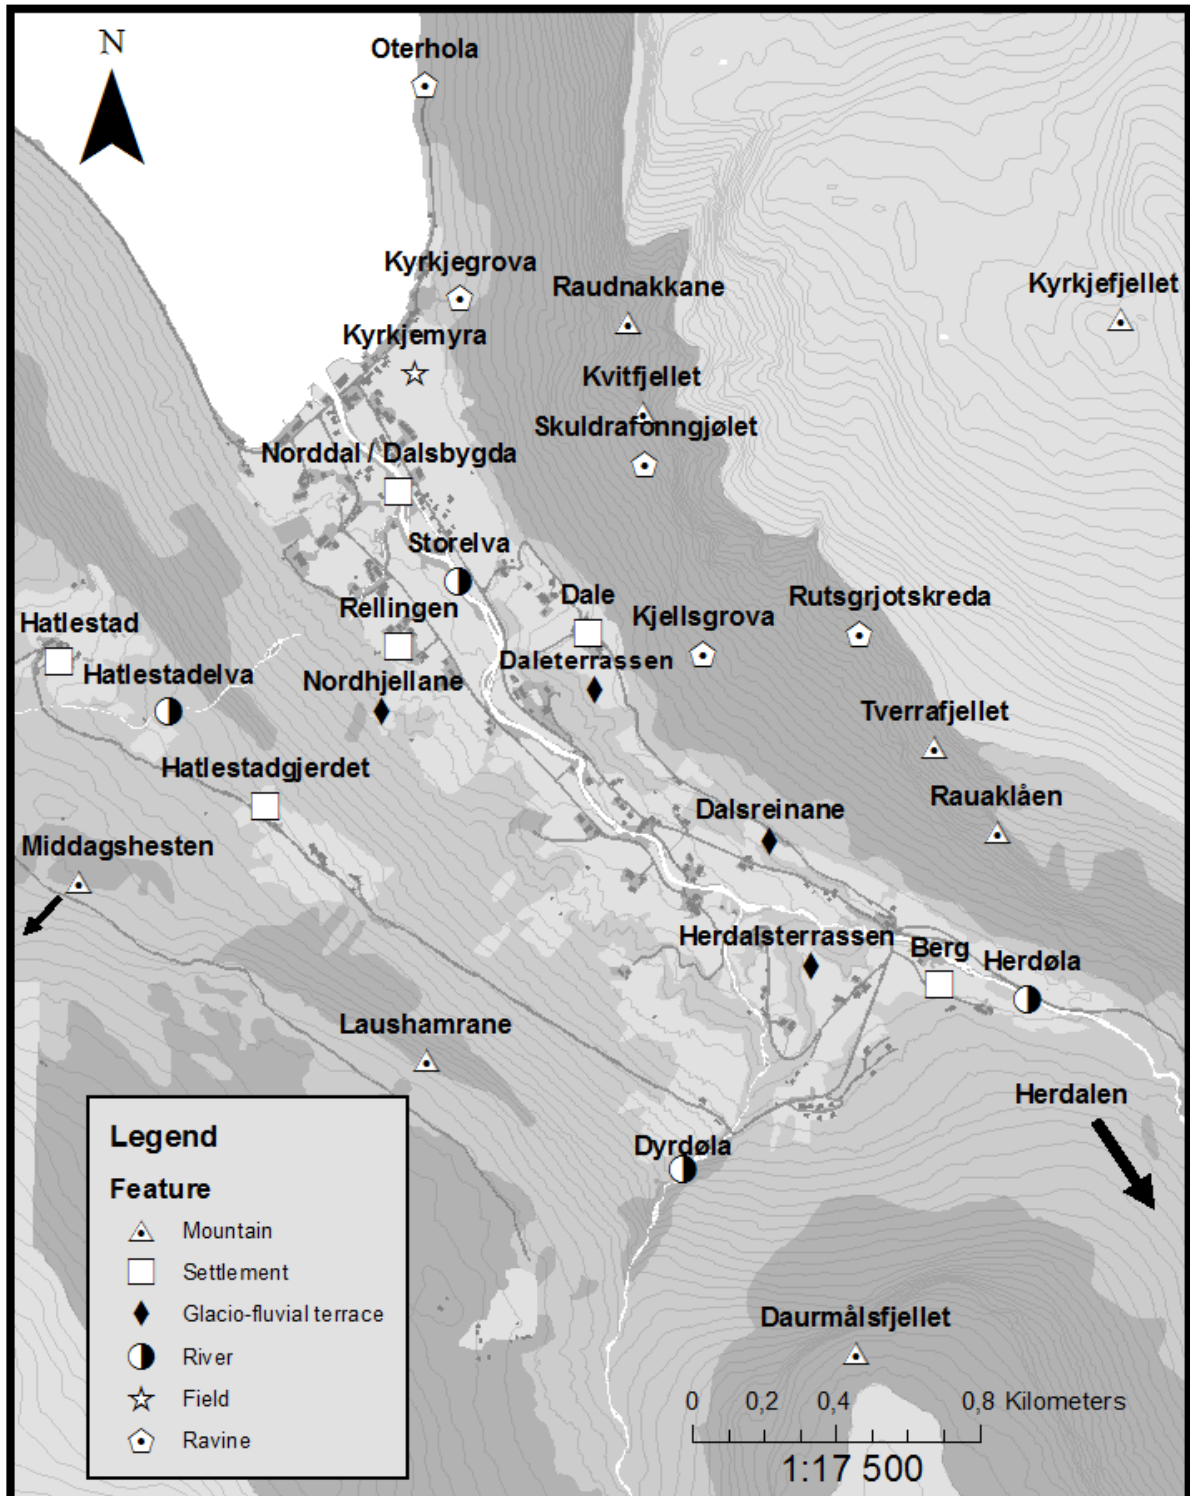 N
Oterhola
Kyrkjegrova
Raudnakkane
Kyrkjefjellet
Kyrkjemyra
Kvitfjellet
Skuldrafonngjølet
Norddal / Dalsbygda
Storelva
Dale
Rutsgrjotskreda
Rellingen
Kjellsgrova
Hatlestad
Daleterrassen
Hatlestadelva
Nordhjellane
Tverrafjellet
Hatlestadgjerdet
Rauaklåen
Dalsreinane
Middagshesten
Herdalsterrassen
Berg
Herdøla
Laushamrane
Herdalen
Dyrdøla
Daurmålsfjellet
Legend
Feature
Mountain
Settlement
Glacio-fluvial terrace
River
Field
Ravine
0 0,2 0,4 0,8 Kilometers
1:17 500